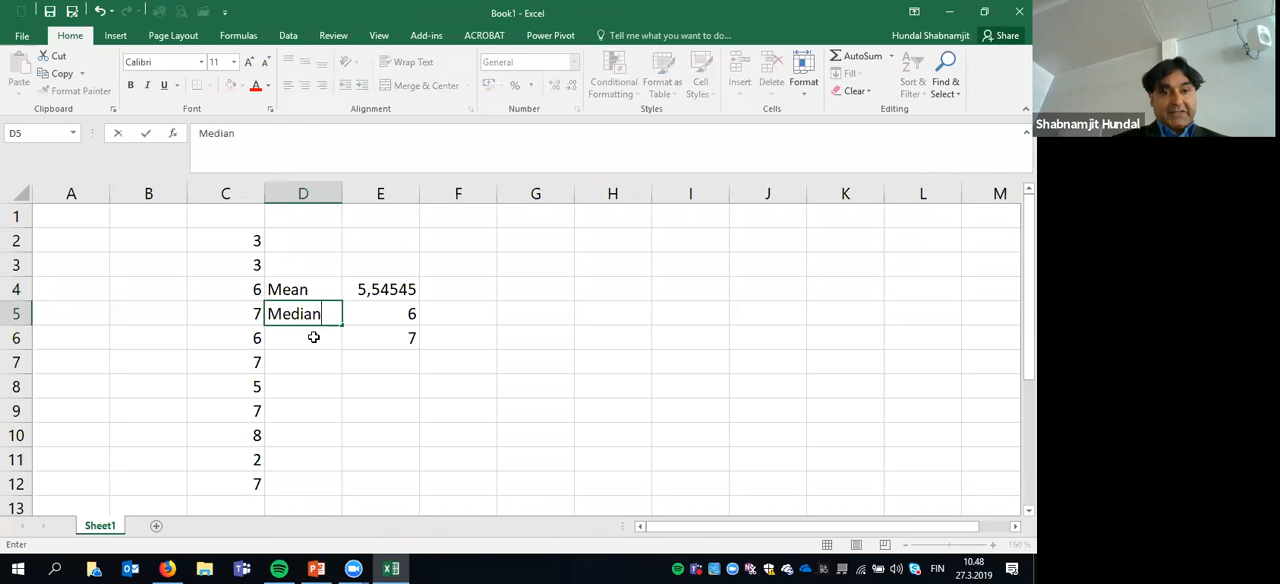 Book1 - Excel
File Home Insert Page Layout Formulas Data Review View Add-ins ACROBAT Power Pivot Tell me what you want to do... Hundal Shabnamjit Share
Paste Cut Copy Format Painter
Calibri 11
B I U
Wrap Text
Merge & Center
General
%
Conditional Formatting Format as Table Cell Styles
Insert Delete Format
AutoSum Fill Clear
Sort & Filter Find & Select
Clipboard Font Alignment Number Styles Cells Editing
Shabnamjit Hundal
D5 fx Median
A B C D E F G H I J K L M
1
2 3
3 3
4 6 Mean 5,54545
5 7 Median 6
6 6 7
7 7
8 5
9 7
10 8
11 2
12 7
13
Sheet1
Enter 160 %
FIN 10.48
27.3.2019